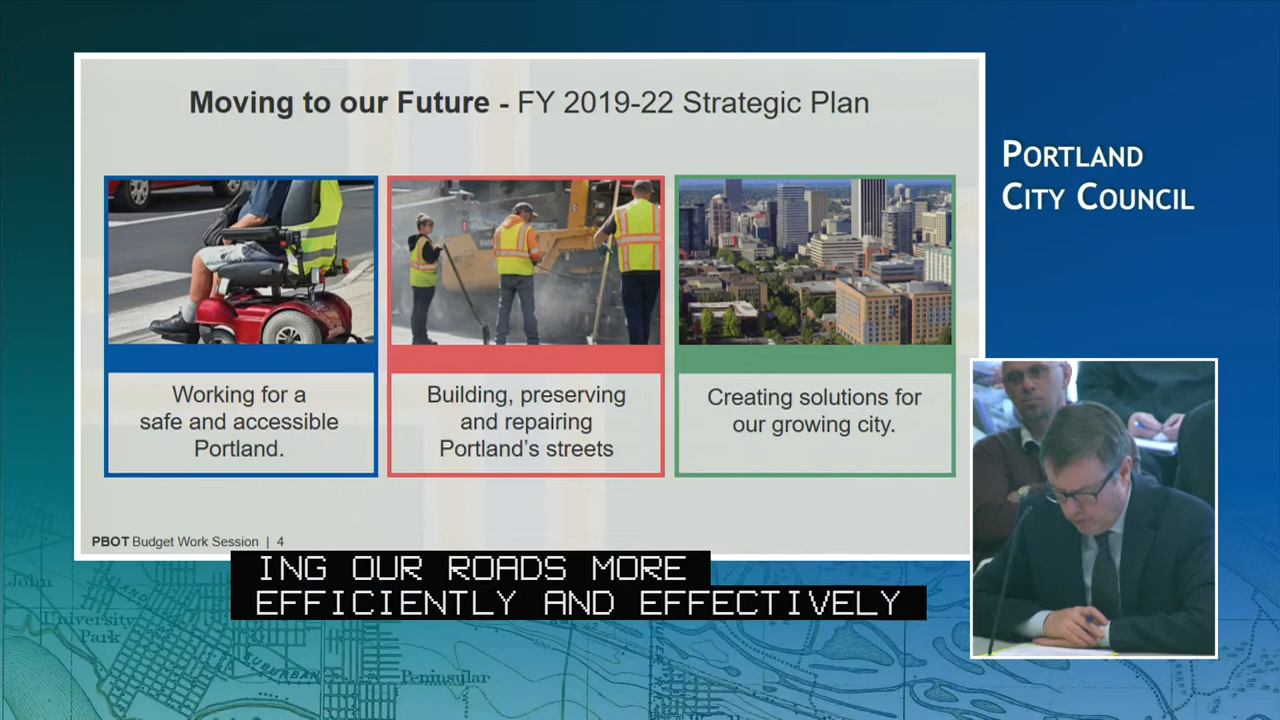 Moving to our Future - FY 2019-22 Strategic Plan
PORTLAND
CITY COUNCIL
Working for a
safe and accessible
Portland.
Building, preserving
and repairing
Portland's streets
Creating solutions for
our growing city.
PBOT Budget Work Session | 4
ING OUR ROADS MORE
EFFICIENTLY AND EFFECTIVELY
John
University
Park
SUBURBAN
Peninsular